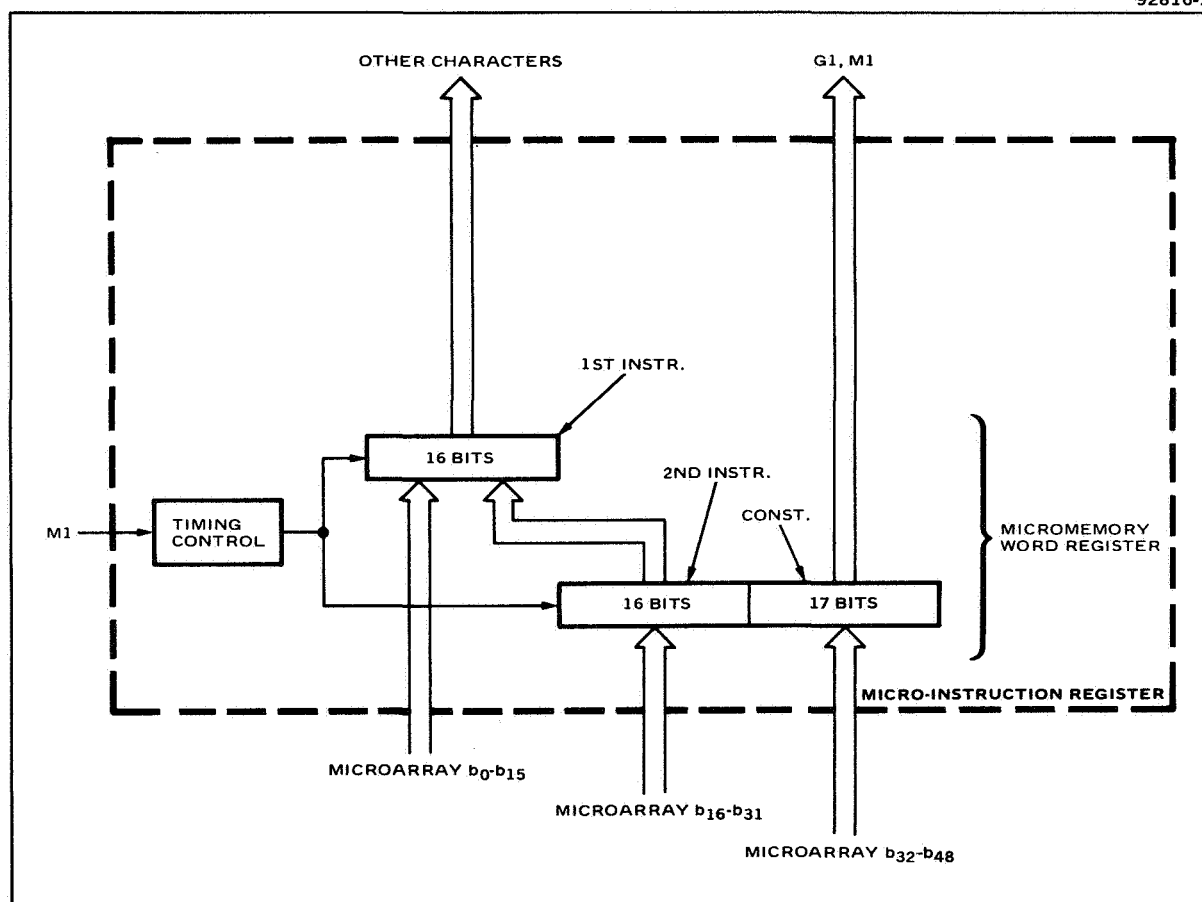 OTHER CHARACTERS
G1, M1
1ST INSTR.
16 BITS
2ND INSTR.
CONST.
M1
TIMING
CONTROL
MICROMEMORY
WORD REGISTER
16 BITS
17 BITS
MICRO-INSTRUCTION REGISTER
MICROARRAY b0-b15
MICROARRAY b16-b31
MICROARRAY b32-b48